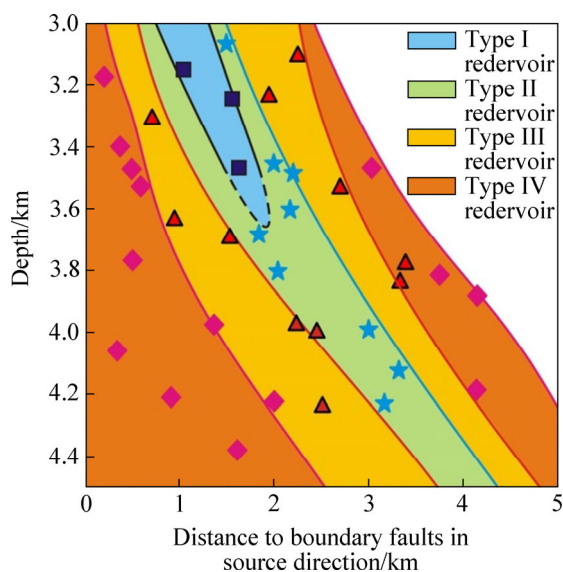 3.0
3.2
3.4
3.6
3.8
4.0
4.2
4.4
Depth/km
Type I
redervoir
Type II
redervoir
Type III
redervoir
Type IV
redervoir
0 1 2 3 4 5
Distance to boundary faults in
source direction/km